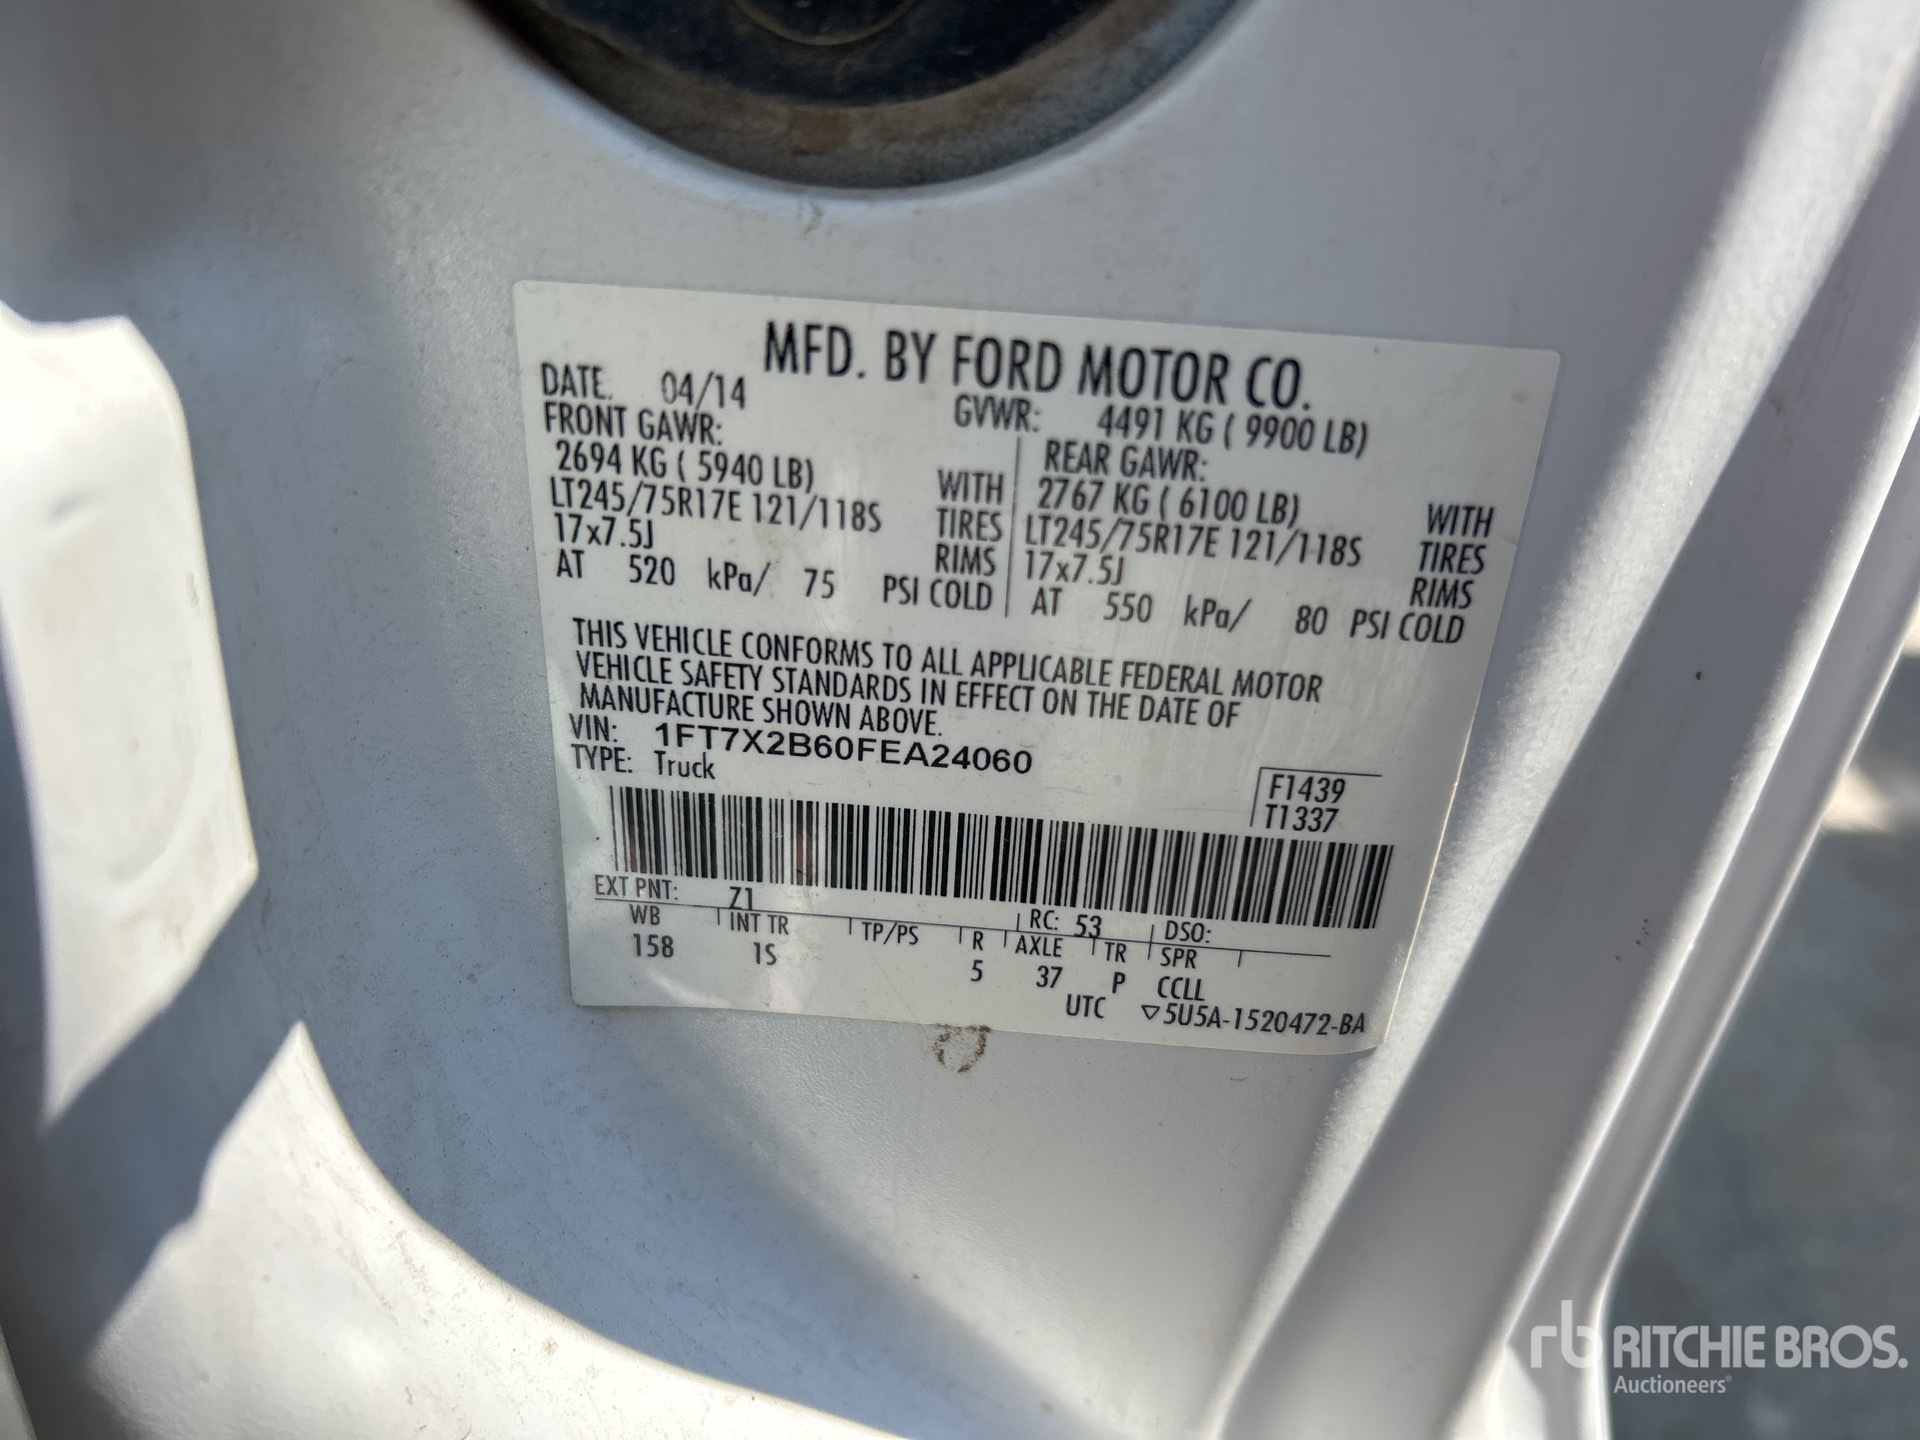 MFD. BY FORD MOTOR CO.
DATE. 04/14 GVWR: 4491 KG ( 9900 LB)
FRONT GAWR: REAR GAWR:
2694 KG ( 5940 LB) WITH 2767 KG ( 6100 LB) WITH
LT245/75R17E 121/118S TIRES LT245/75R17E 121/118S TIRES
17x7.5J RIMS 17x7.5J RIMS
AT 520 kPa/ 75 PSI COLD AT 550 kPa/ 80 PSI COLD
THIS VEHICLE CONFORMS TO ALL APPLICABLE FEDERAL MOTOR
VEHICLE SAFETY STANDARDS IN EFFECT ON THE DATE OF
MANUFACTURE SHOWN ABOVE.
VIN: 1FT7X2B60FEA24060
TYPE: Truck
F1439
T1337
EXT PNT: Z1 RC: 53 DSO:
WB INT TR TP/PS R AXLE TR SPR
158 1S 5 37 P CCLL
UTC ▽5U5A-1520472-BA
rb RITCHIE BROS.
Auctioneers®